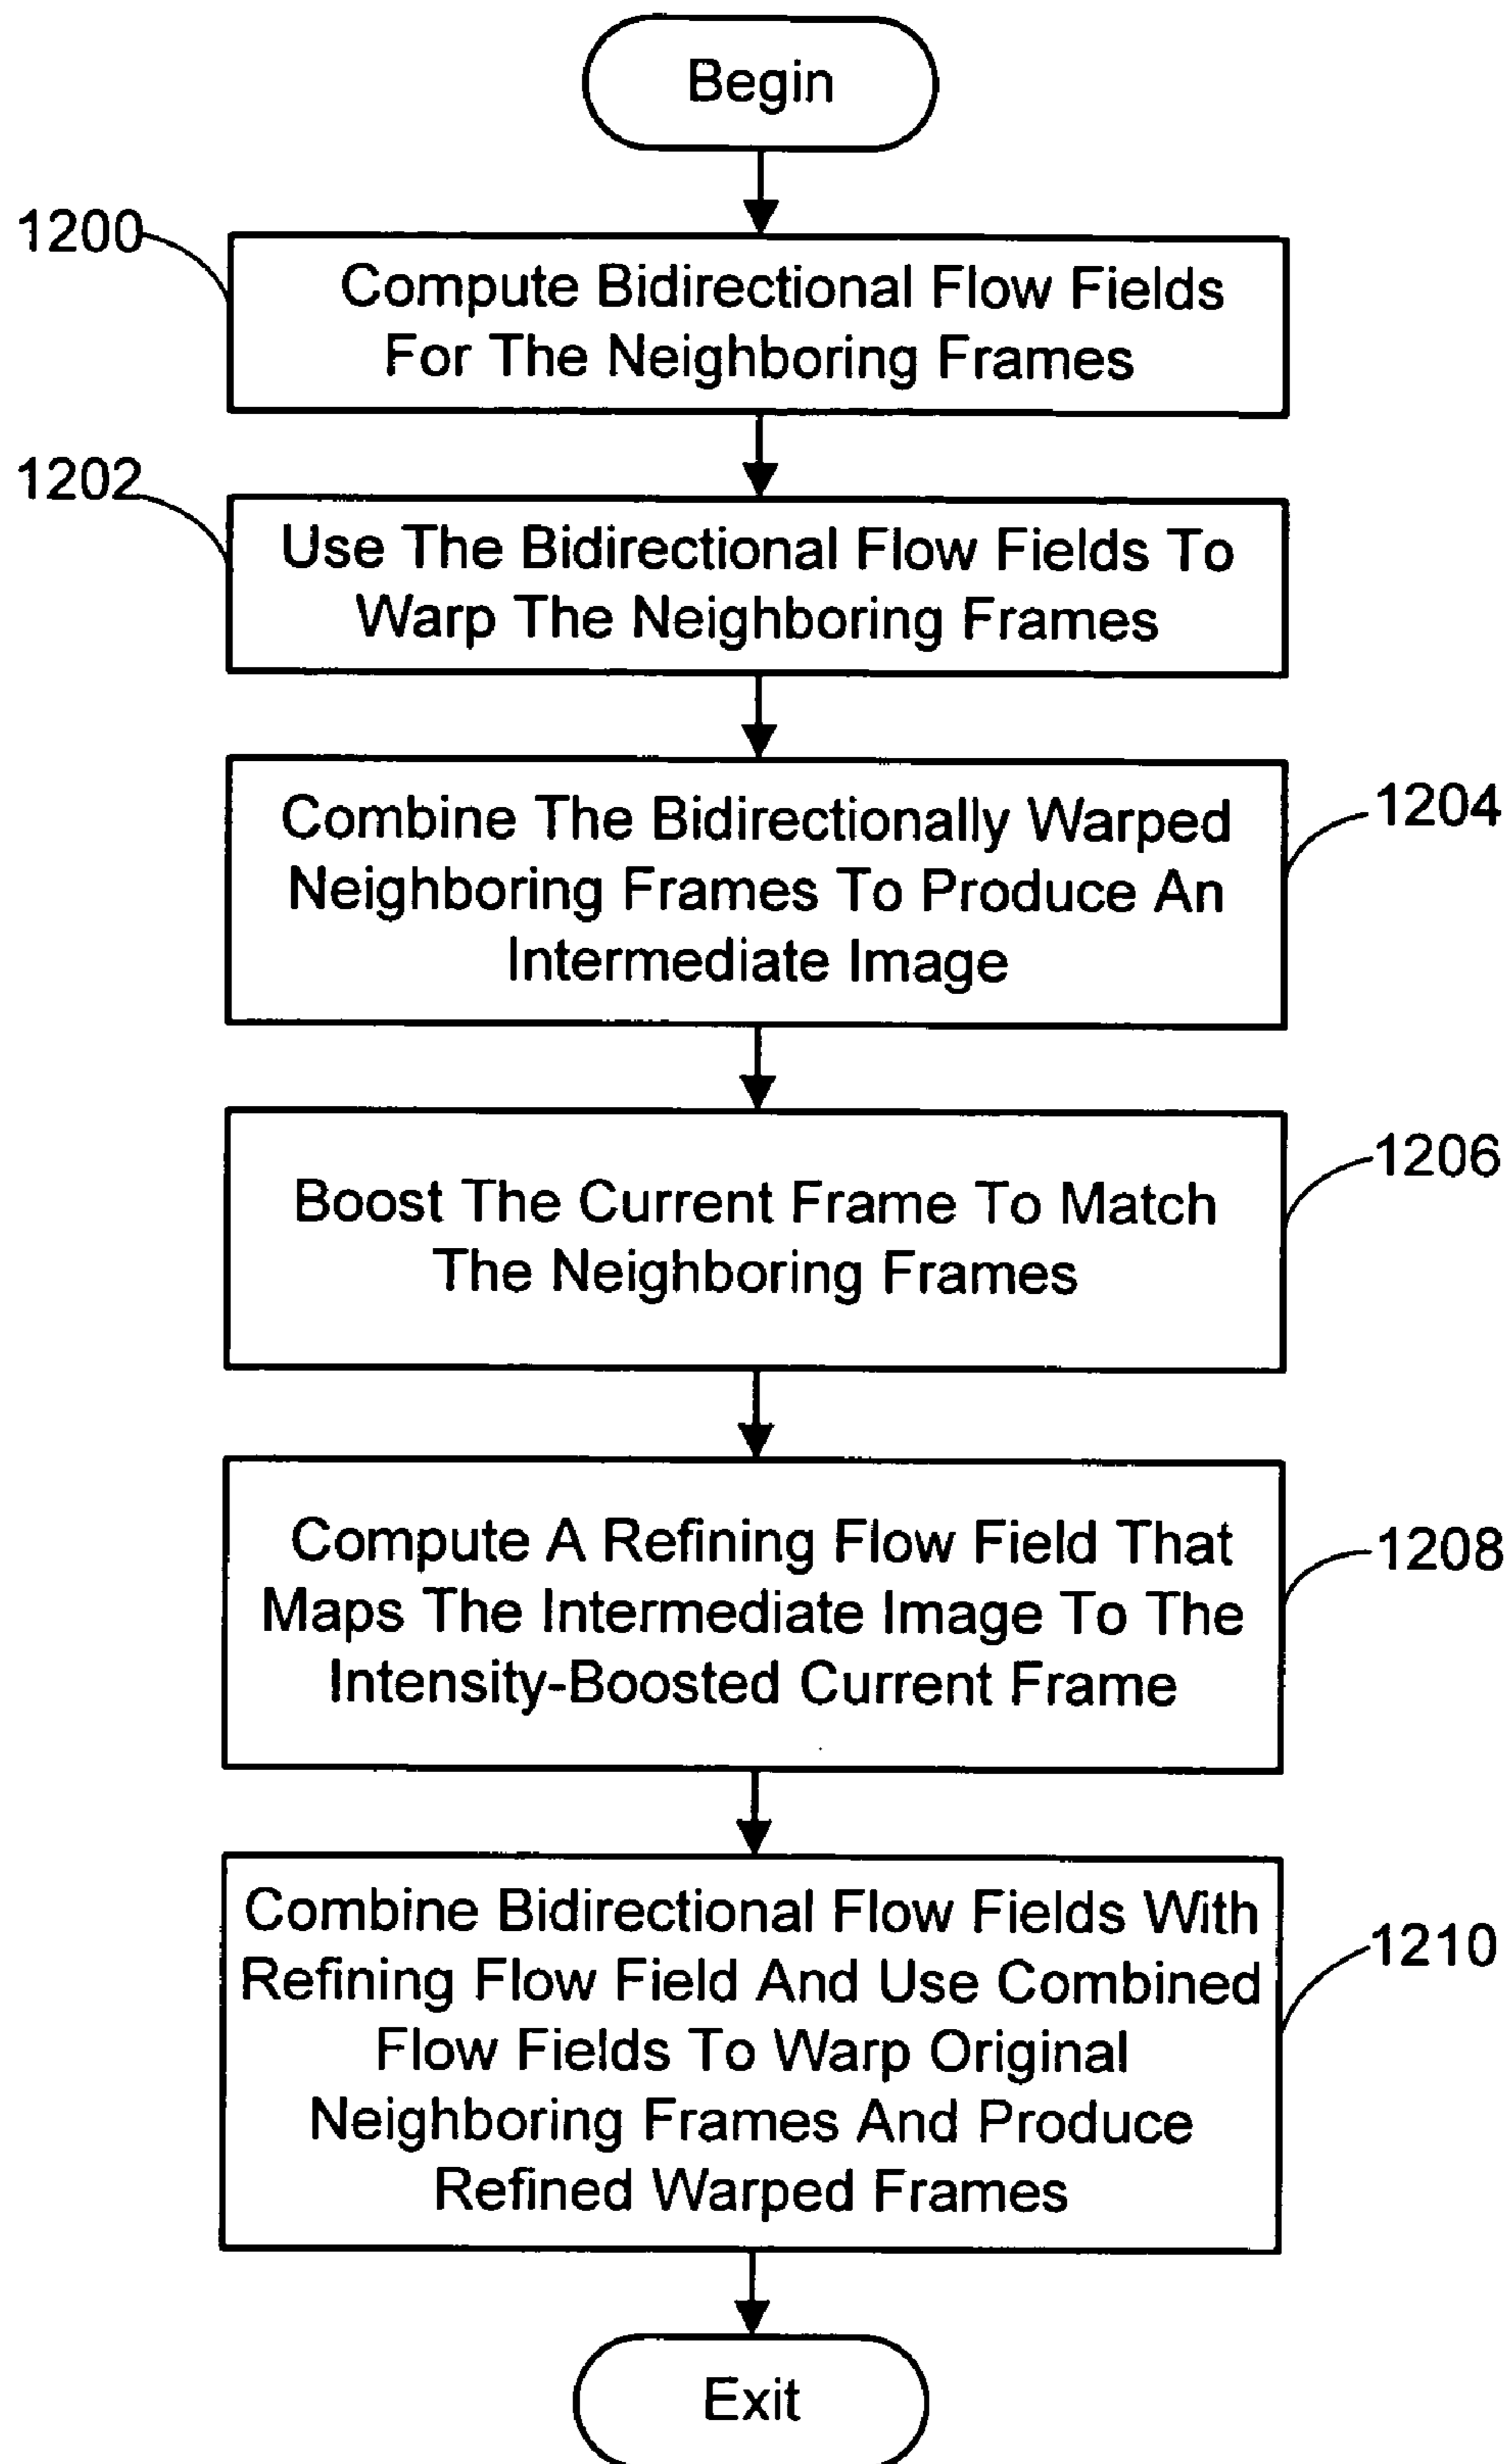 Begin
1200
Compute Bidirectional Flow Fields
For The Neighboring Frames
1202
Use The Bidirectional Flow Fields To
Warp The Neighboring Frames
Combine The Bidirectionally Warped
Neighboring Frames To Produce An
Intermediate Image
1204
Boost The Current Frame To Match
The Neighboring Frames
1206
Compute A Refining Flow Field That
Maps The Intermediate Image To The
Intensity-Boosted Current Frame
1208
Combine Bidirectional Flow Fields With
Refining Flow Field And Use Combined
Flow Fields To Warp Original
Neighboring Frames And Produce
Refined Warped Frames
1210
Exit